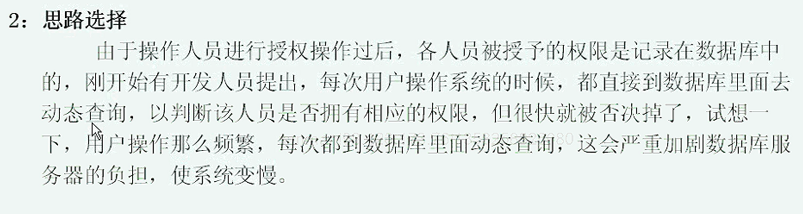 2：思路选择
由于操作人员进行授权操作过后，各人员被授予的权限是记录在数据库中
的，刚开始有开发人员提出，每次用户操作系统的时候，都直接到数据库里面去
动态查询，以判断该人员是否拥有相应的权限，但很快就被否决掉了，试想一
下，用户操作那么频繁，每次都到数据库里面动态查询，这会严重加剧数据库服
务器的负担，使系统变慢。